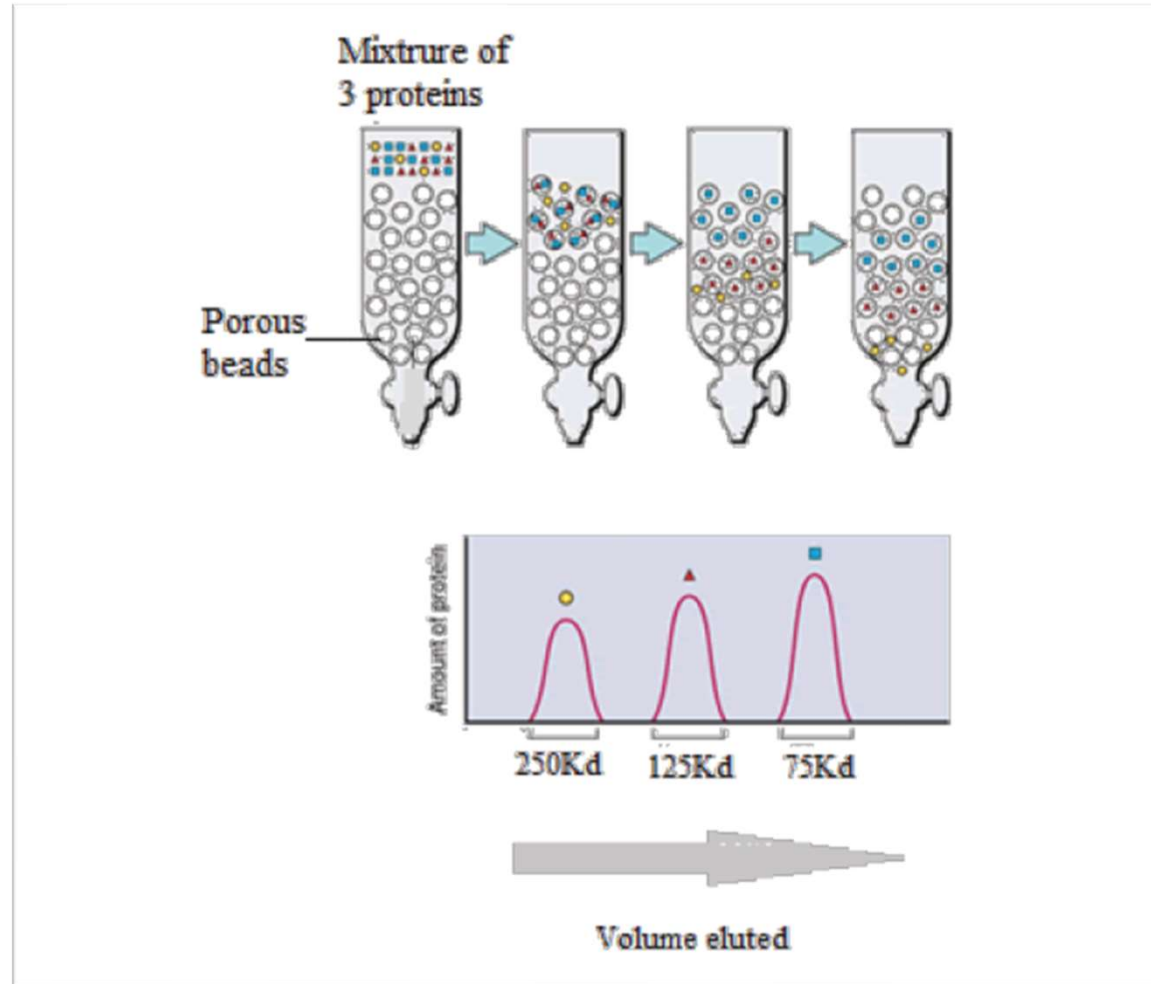 Mixtrure of
3 proteins
Porous
beads
Amount of protein
250Kd
125Kd
75Kd
Volume eluted